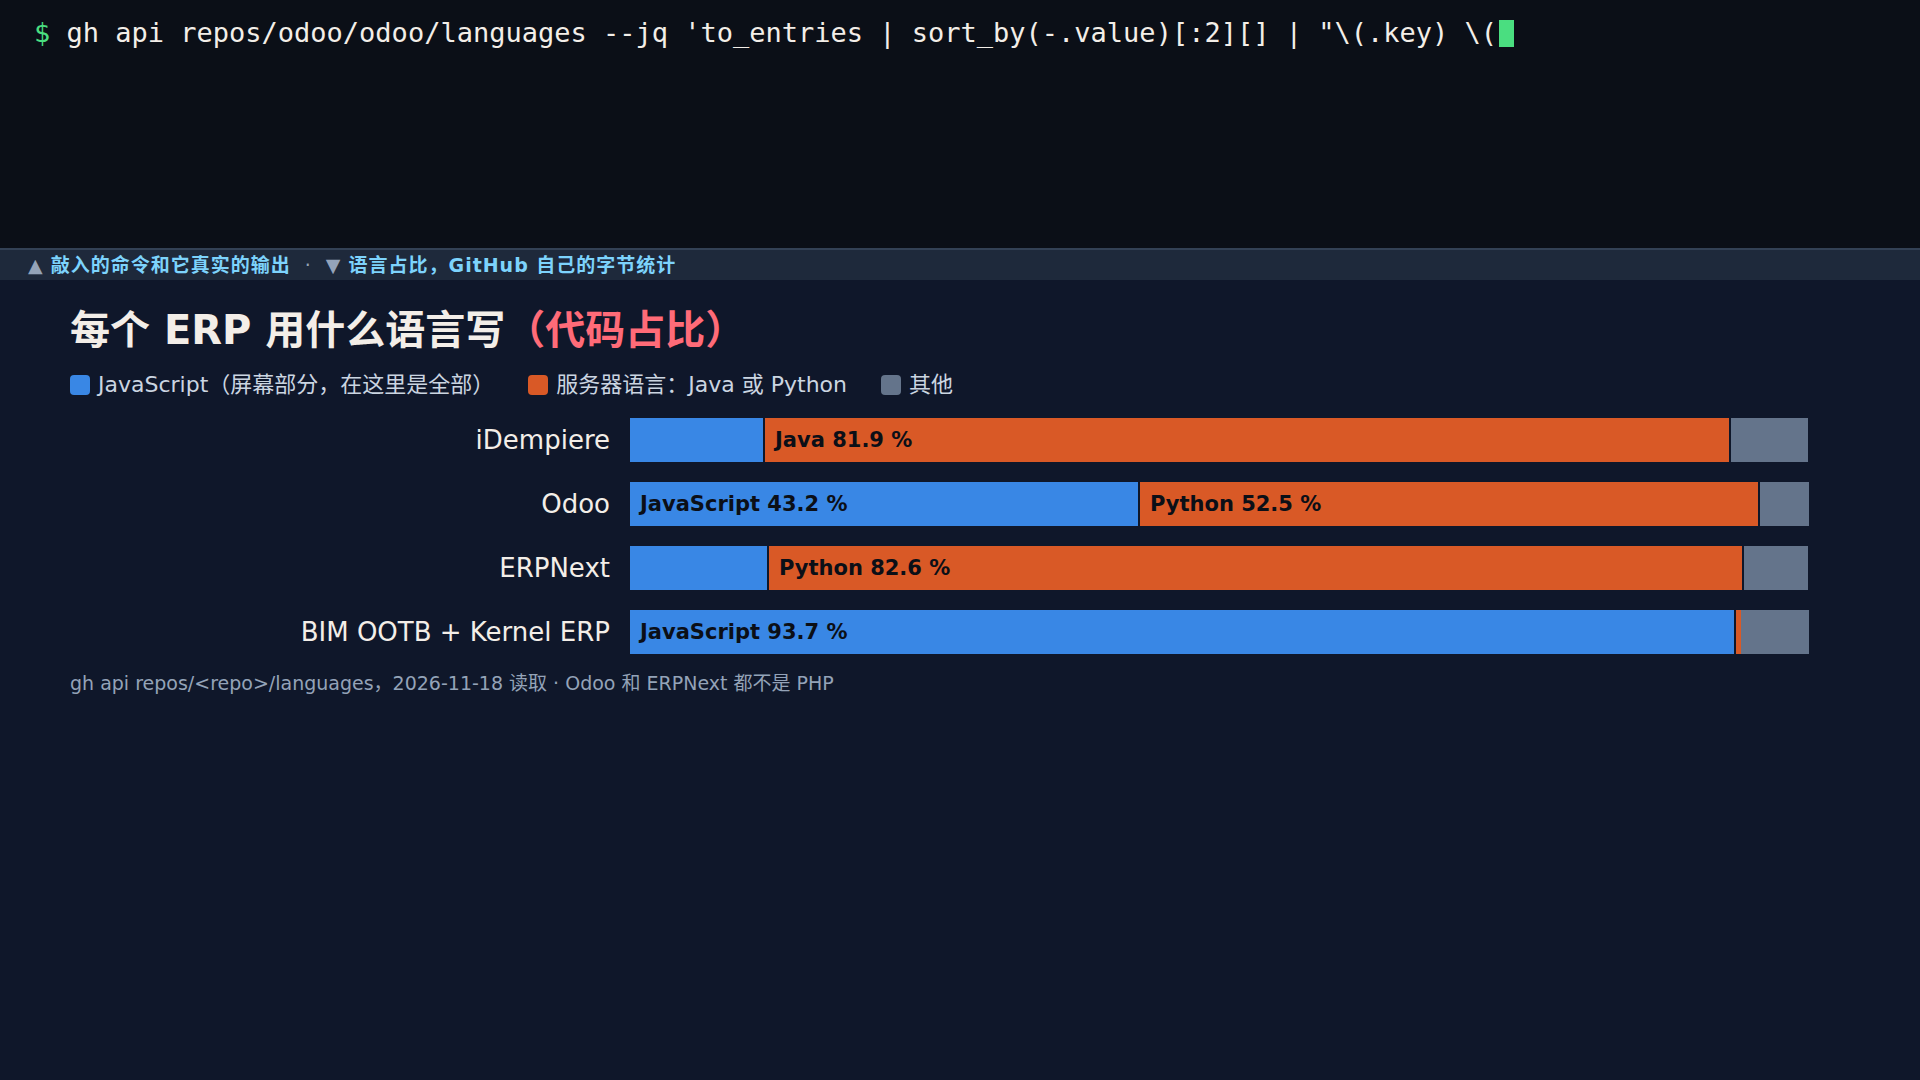 $ gh api repos/odoo/odoo/languages --jq 'to_entries | sort_by(-.value)[:2][] | "\(.key) \(
▲ 敲入的命令和它真实的输出 · ▼ 语言占比，GitHub 自己的字节统计
每个 ERP 用什么语言写（代码占比）
JavaScript（屏幕部分，在这里是全部） 服务器语言：Java 或 Python 其他
iDempiere Java 81.9 %
Odoo JavaScript 43.2 % Python 52.5 %
ERPNext Python 82.6 %
BIM OOTB + Kernel ERP JavaScript 93.7 %
gh api repos/<repo>/languages，2026-11-18 读取 · Odoo 和 ERPNext 都不是 PHP